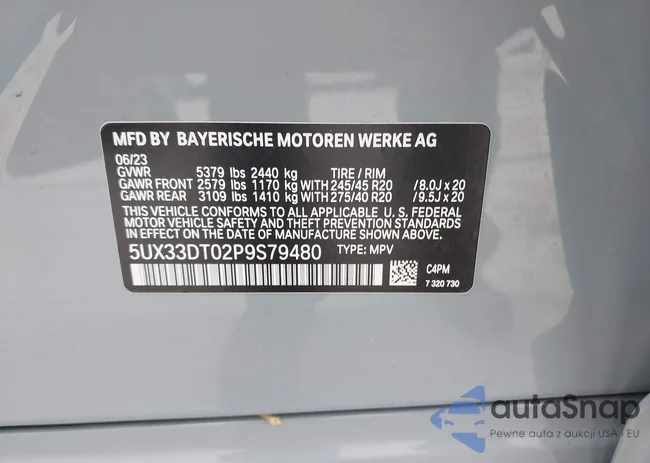 MFD BY BAYERISCHE MOTOREN WERKE AG
06/23
GVWR 5379 lbs 2440 kg TIRE / RIM
GAWR FRONT 2579 lbs 1170 kg WITH 245/45 R20 /8.0J x 20
GAWR REAR 3109 lbs 1410 kg WITH 275/40 R20 /9.5J x 20
THIS VEHICLE CONFORMS TO ALL APPLICABLE U. S. FEDERAL
MOTOR VEHICLE SAFETY AND THEFT PREVENTION STANDARDS
IN EFFECT ON THE DATE OF MANUFACTURE SHOWN ABOVE.
5UX33DT02P9S79480 TYPE: MPV
C4PM
7 320 730
autaSnap
Pewne auta z aukcji USA - EU